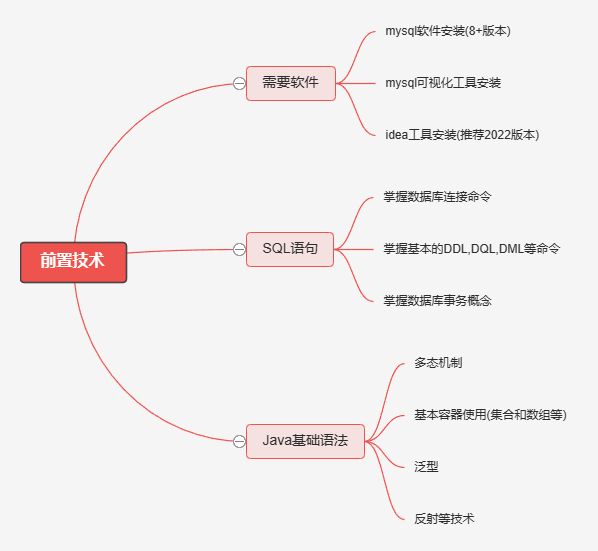 前置技术
需要软件
mysql软件安装(8+版本)
mysql可视化工具安装
idea工具安装(推荐2022版本)
SQL语句
掌握数据库连接命令
掌握基本的DDL,DQL,DML等命令
掌握数据库事务概念
Java基础语法
多态机制
基本容器使用(集合和数组等)
泛型
反射等技术